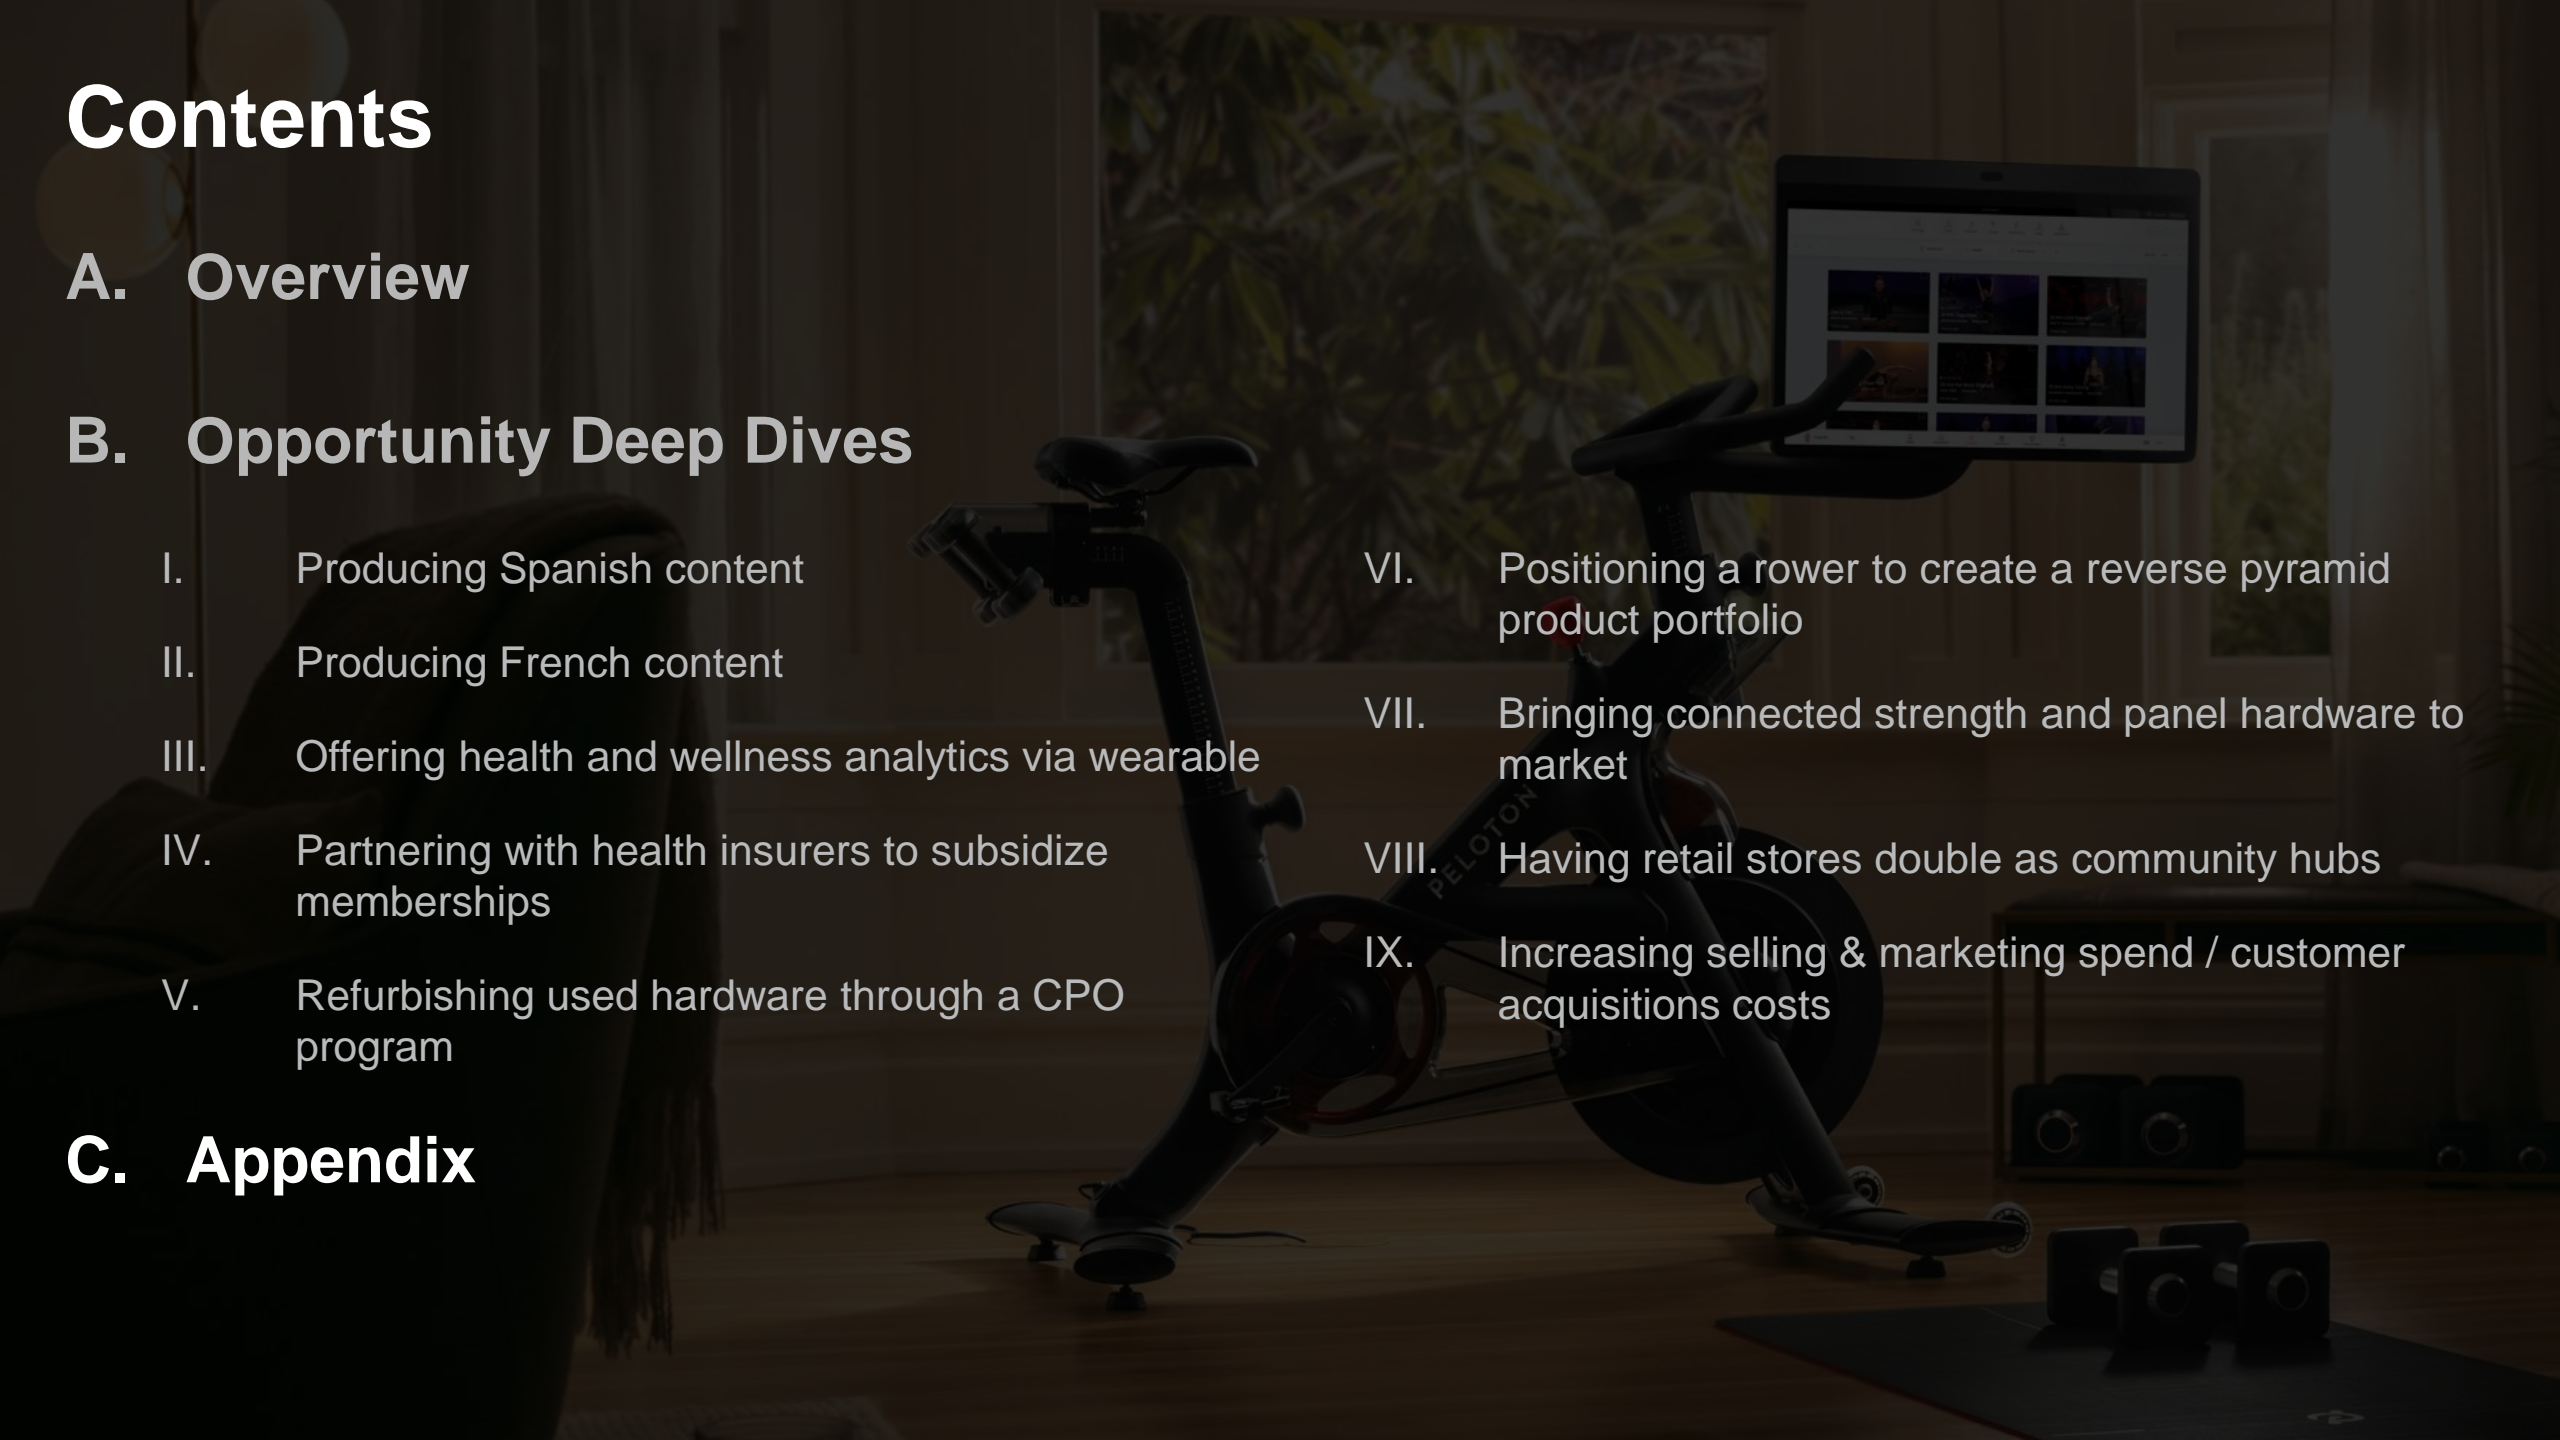 Contents
A. Overview
B. Opportunity Deep Dives
I. Producing Spanish content
II. Producing French content
III. Offering health and wellness analytics via wearable
IV. Partnering with health insurers to subsidize
memberships
V. Refurbishing used hardware through a CPO
program
VI. Positioning a rower to create a reverse pyramid
product portfolio
VII. Bringing connected strength and panel hardware to
market
VIII. Having retail stores double as community hubs
IX. Increasing selling & marketing spend / customer
acquisitions costs
C. Appendix
PELOTON